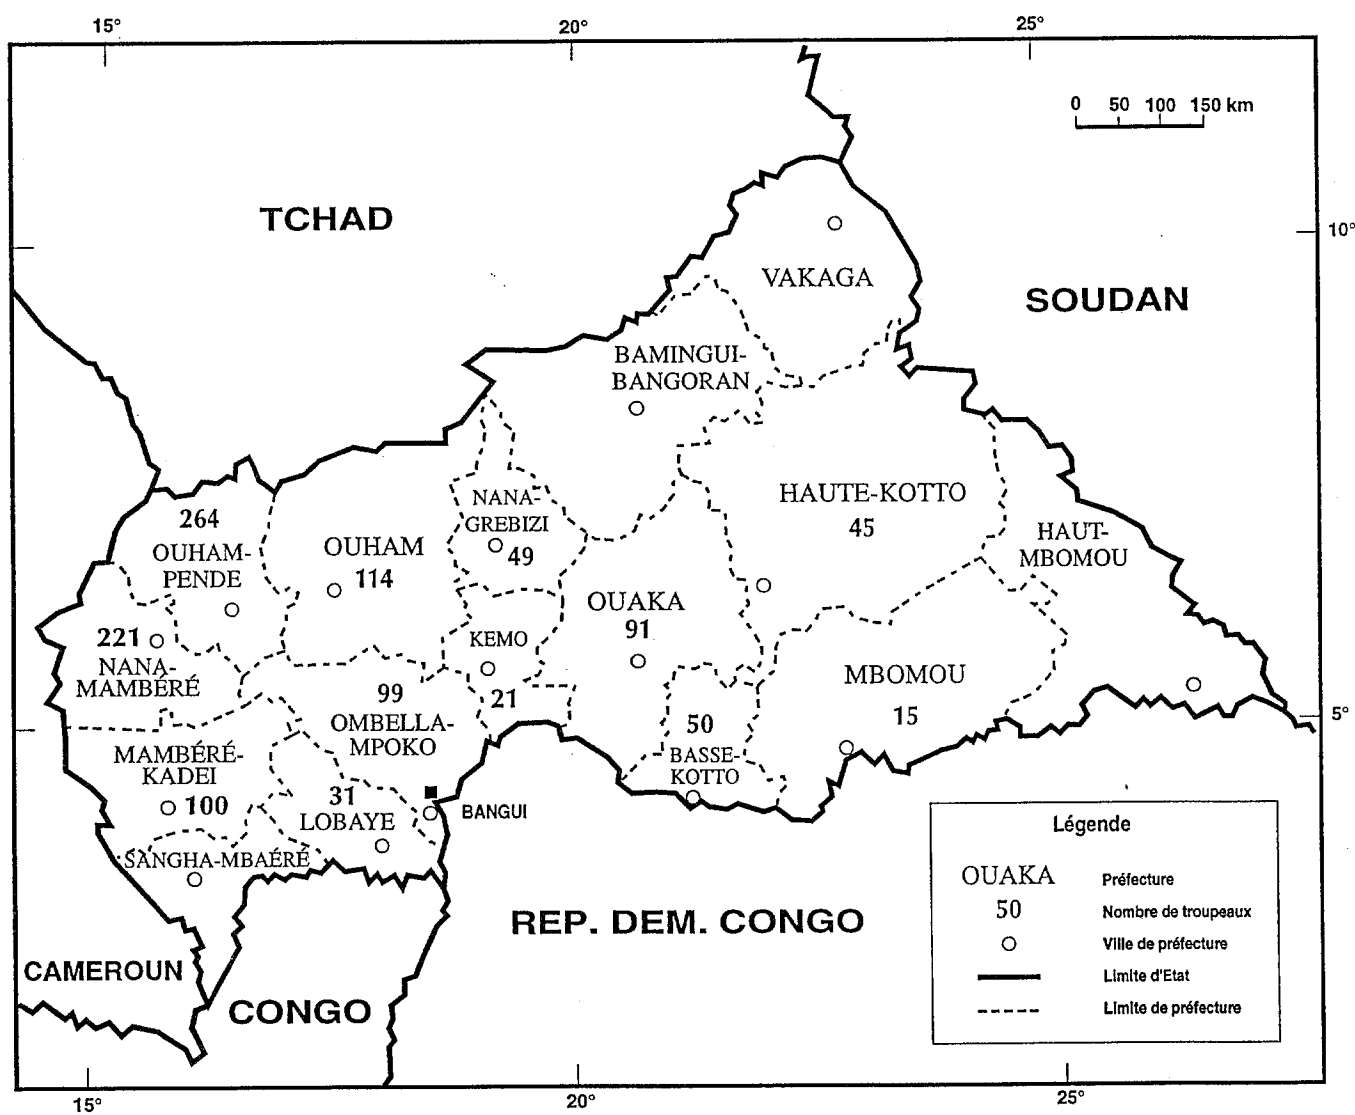 15° 20° 25°
0 50 100 150 km
TCHAD
10°
VAKAGA
SOUDAN
BAMINGUI-
BANGORAN
HAUTE-KOTTO
45
NANA-
GREBIZI
49
264
OUHAM-
PENDE
OUHAM
114
HAUT-
MBOMOU
OUAKA
91
221
NANA-
MAMBÉRÉ
KEMO
21
MBOMOU
15
5°
99
OMBELLA-
MPOKO
50
BASSE-
KOTTO
MAMBÉRÉ-
KADEI
100
31
LOBAYE
BANGUI
SANGHA-MBAÉRÉ
REP. DEM. CONGO
CAMEROUN
CONGO
Légende
OUAKA Préfecture
50 Nombre de troupeaux
Ville de préfecture
Limite d'Etat
Limite de préfecture
15° 20° 25°